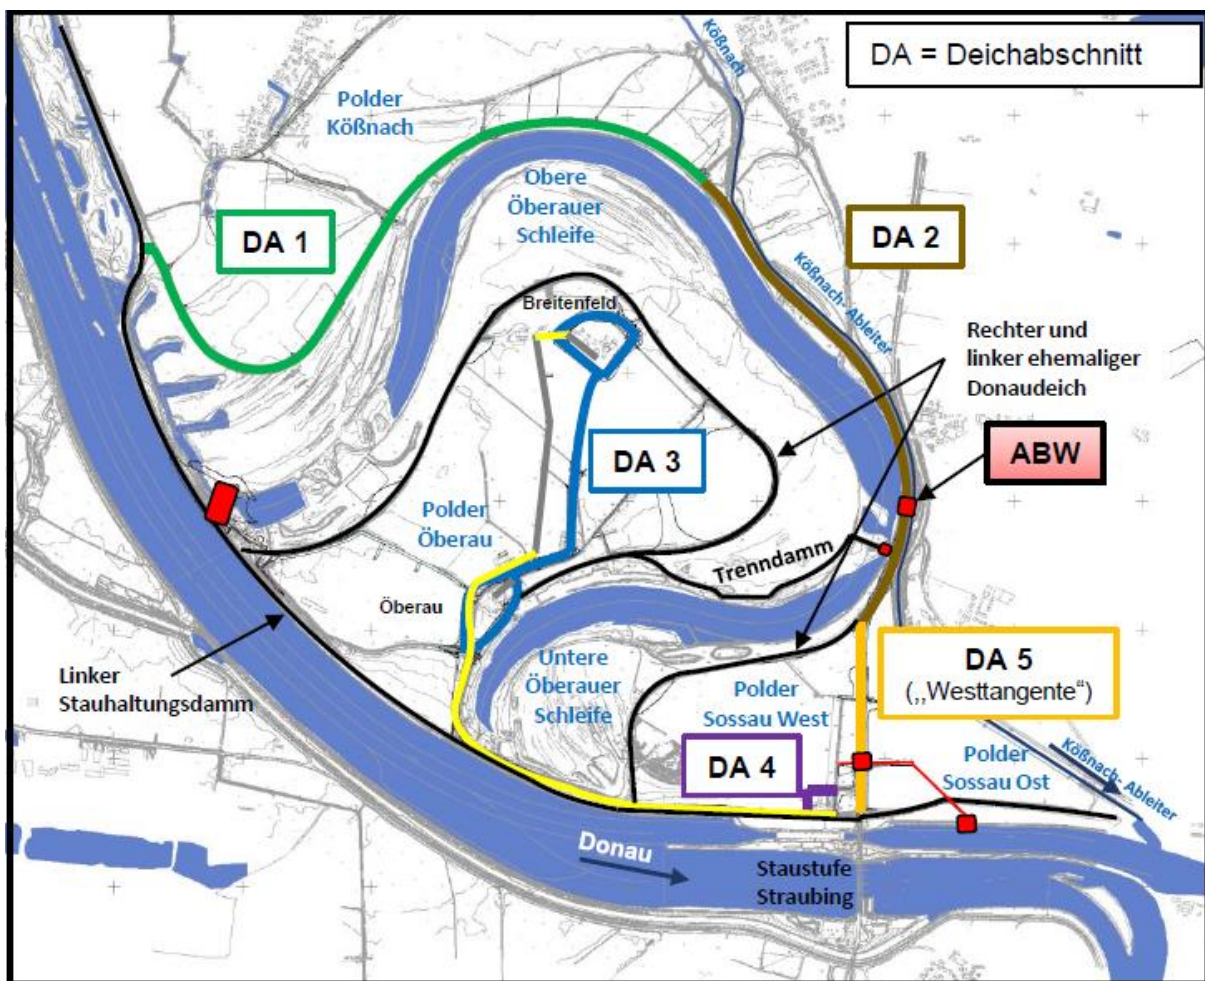 DA = Deichabschnitt
Kößnach
Polder
Kößnach
Obere
Öberauer
Schleife
DA 1
DA 2
Kößnach- Ableiter
Breitenfeld
Rechter und
linker ehemaliger
Donaudeich
ABW
DA 3
Polder
Öberau
Trenndamm
Öberau
Linker
Stauhaltungsdamm
Untere
Öberauer
Schleife
Polder
Sossau West
DA 5
(,,Westtangente“)
DA 4
Polder
Sossau Ost
Kößnach- Ableiter
Donau
Staustufe
Straubing